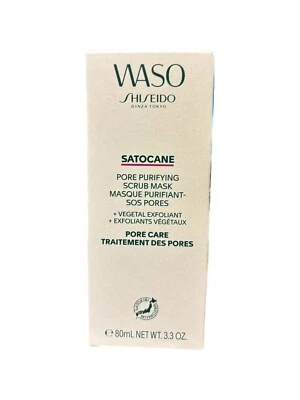 WASO
SHISEIDO
GINZA TOKYO
SATOCANE
PORE PURIFYING
SCRUB MASK
MASQUE PURIFIANT-
SOS PORES
+ VEGETAL EXFOLIANT
+ EXFOLIANTS VÉGÉTAUX
PORE CARE
TRAITEMENT DES PORES
℮ 80mL NET WT. 3.3 OZ.